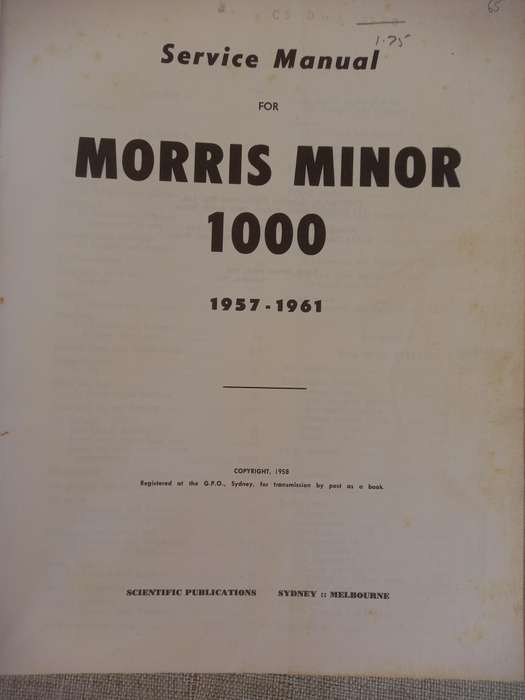 65
1.75
Service Manual
FOR
MORRIS MINOR
1000
1957-1961
COPYRIGHT, 1958
Registered at the G.P.O., Sydney, for transmission by post as a book
SCIENTIFIC PUBLICATIONS SYDNEY :: MELBOURNE